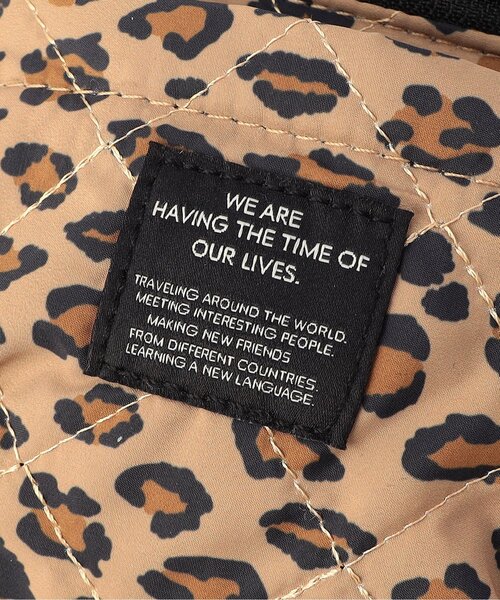 WE ARE
HAVING THE TIME OF
OUR LIVES.
TRAVELING AROUND THE WORLD.
MEETING INTERESTING PEOPLE.
MAKING NEW FRIENDS
FROM DIFFERENT COUNTRIES.
LEARNING A NEW LANGUAGE.